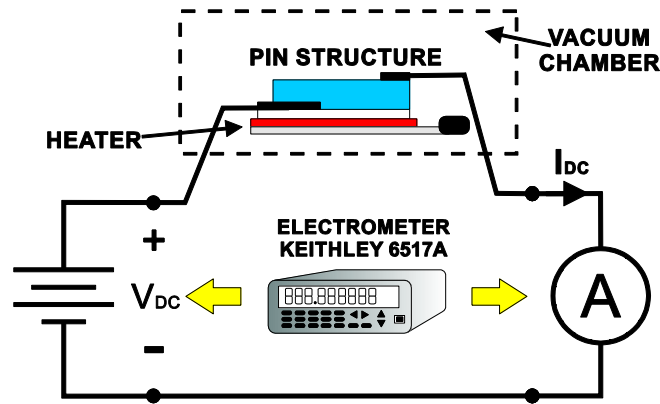 VACUUM
CHAMBER
PIN STRUCTURE
HEATER
IDC
ELECTROMETER
KEITHLEY 6517A
+
VDC
-
888.888888
A